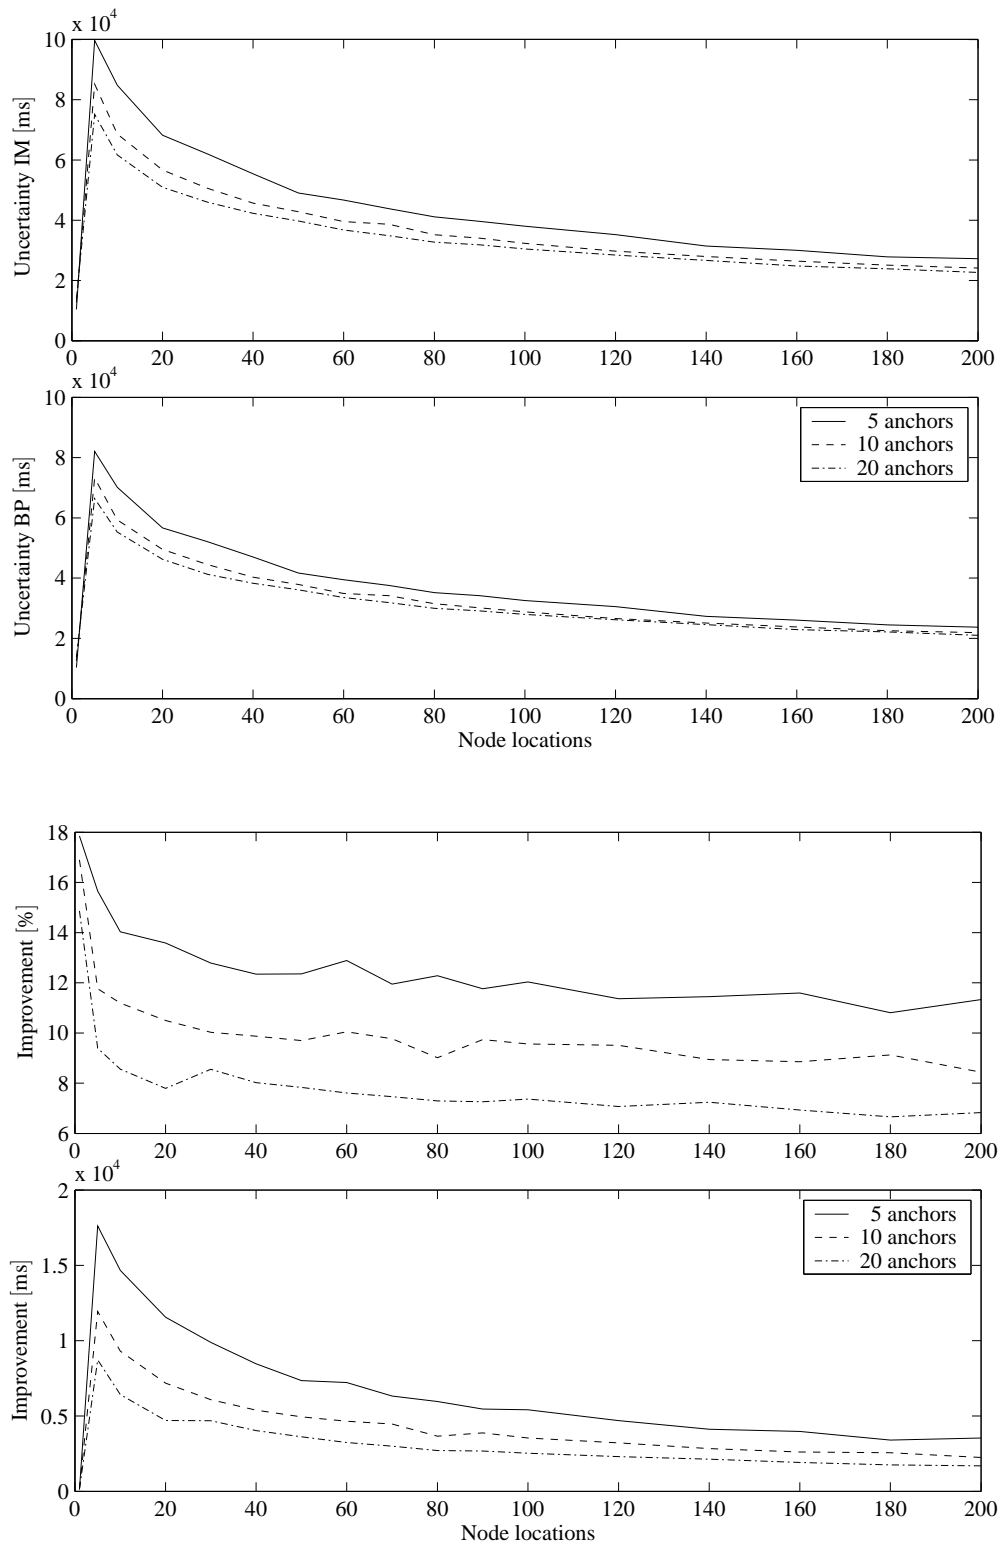 x 10^4
10
8
6
4
2
0
Uncertainty IM [ms]
0 20 40 60 80 100 120 140 160 180 200
x 10^4
10
8
6
4
2
0
Uncertainty BP [ms]
5 anchors
10 anchors
20 anchors
0 20 40 60 80 100 120 140 160 180 200
Node locations
18
16
14
12
10
8
6
Improvement [%]
0 20 40 60 80 100 120 140 160 180 200
x 10^4
2
1.5
1
0.5
0
Improvement [ms]
5 anchors
10 anchors
20 anchors
0 20 40 60 80 100 120 140 160 180 200
Node locations